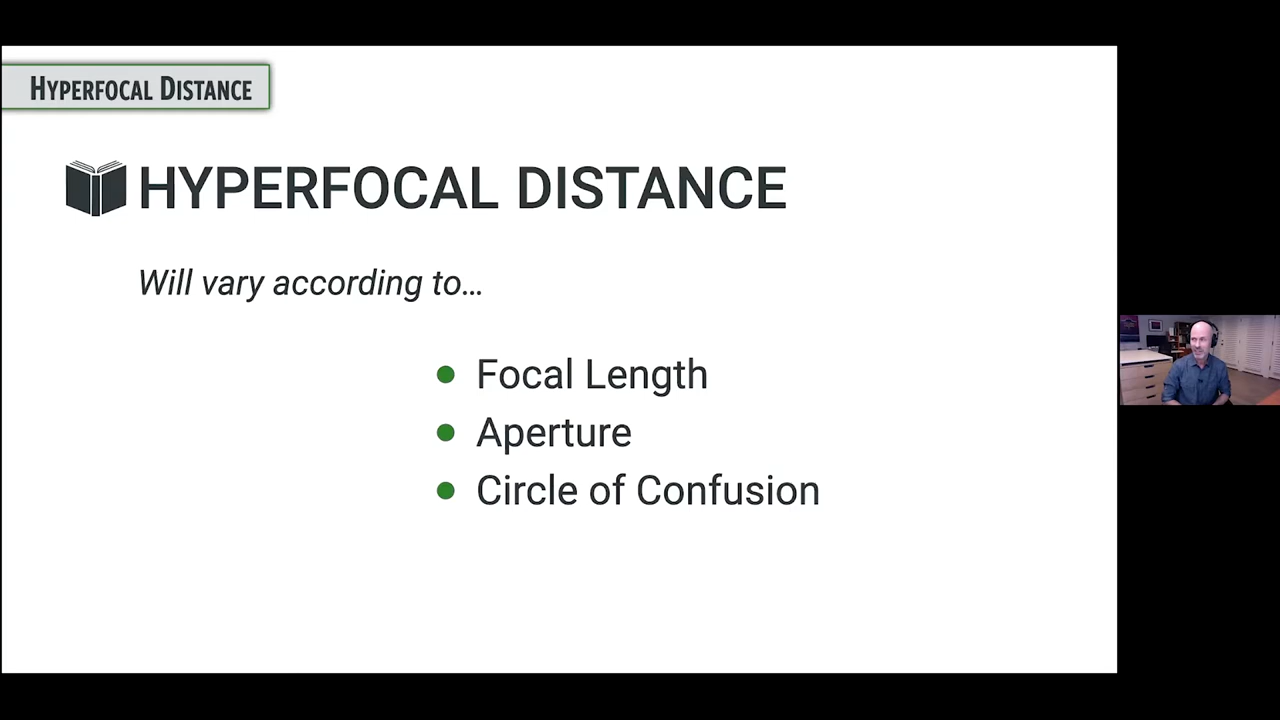 Hyperfocal Distance
HYPERFOCAL DISTANCE
Will vary according to...
Focal Length
Aperture
Circle of Confusion